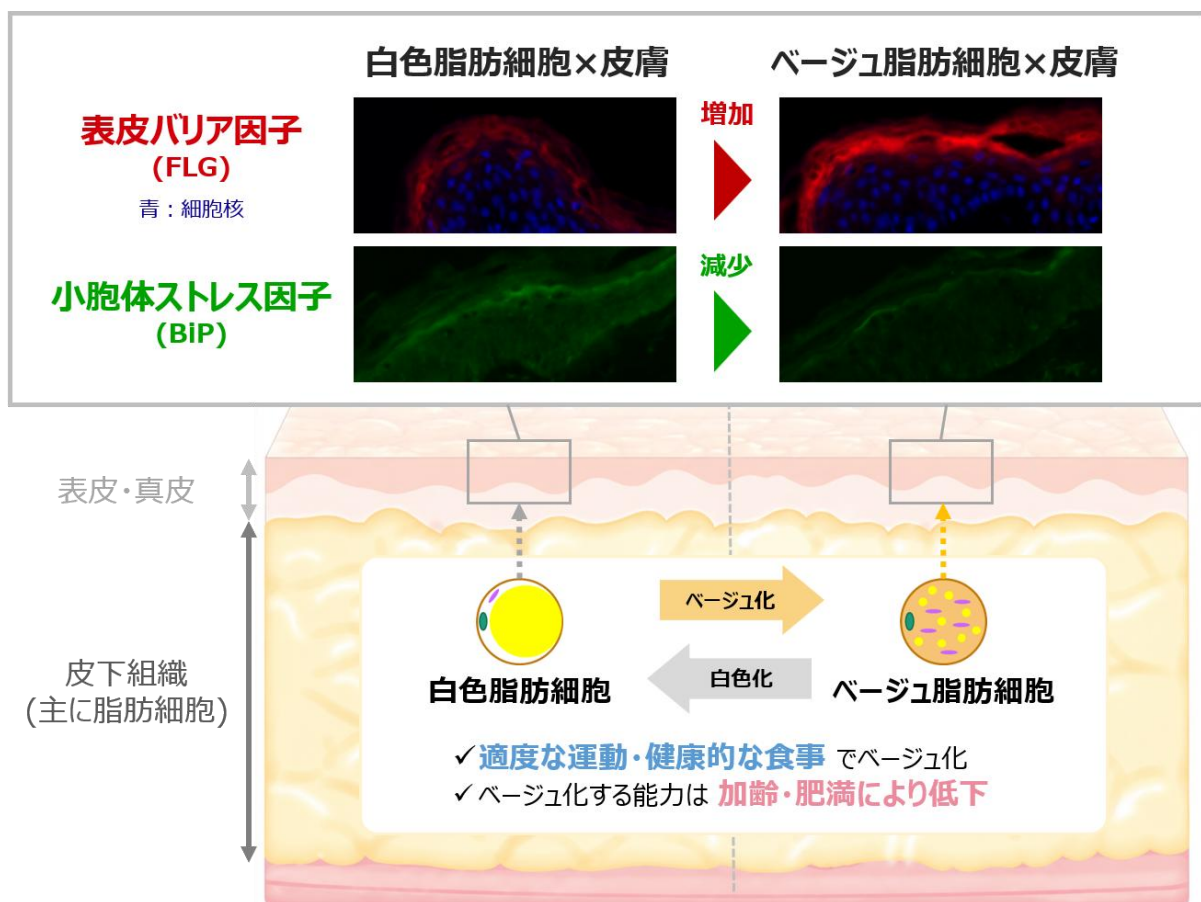 白色脂肪細胞×皮膚
ベージュ脂肪細胞×皮膚
表皮バリア因子
(FLG)
青：細胞核
増加
小胞体ストレス因子
(BiP)
減少
表皮・真皮
皮下組織
(主に脂肪細胞)
ベージュ化
白色化
白色脂肪細胞
ベージュ脂肪細胞
✓適度な運動・健康的な食事 でベージュ化
✓ベージュ化する能力は 加齢・肥満により低下